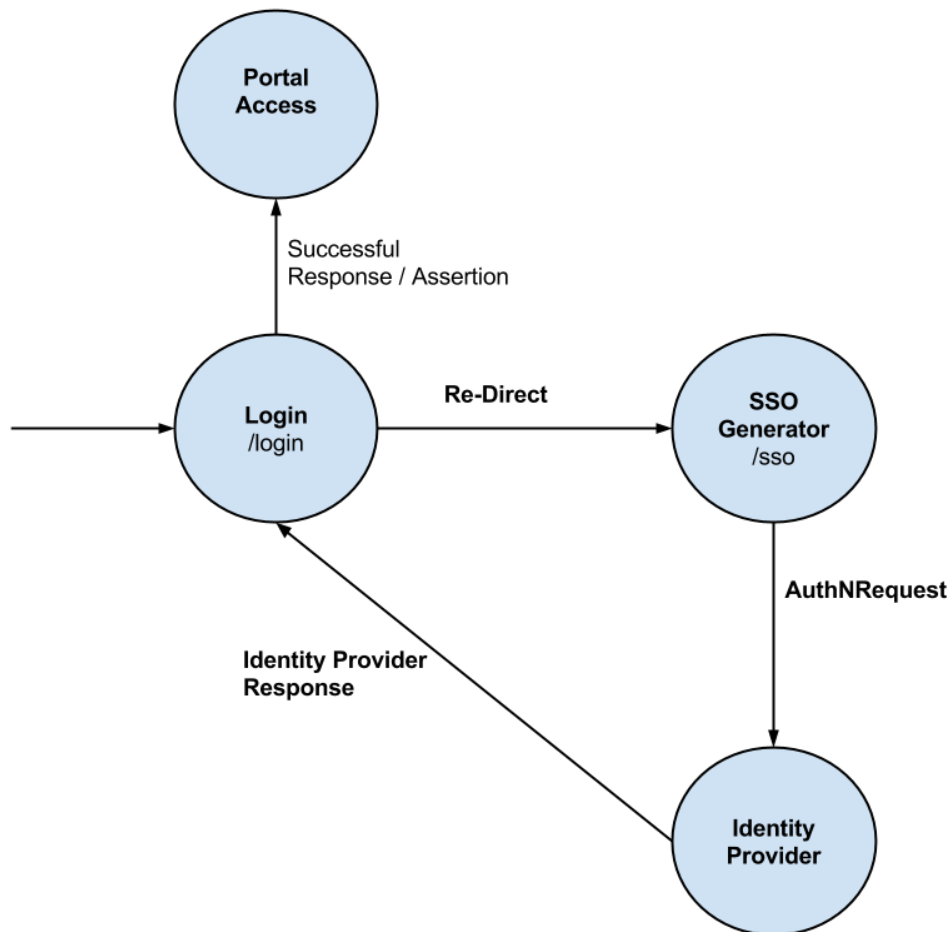 Portal
Access
Successful
Response / Assertion
Login
/login
Re-Direct
SSO
Generator
/sso
AuthNRequest
Identity Provider
Response
Identity
Provider